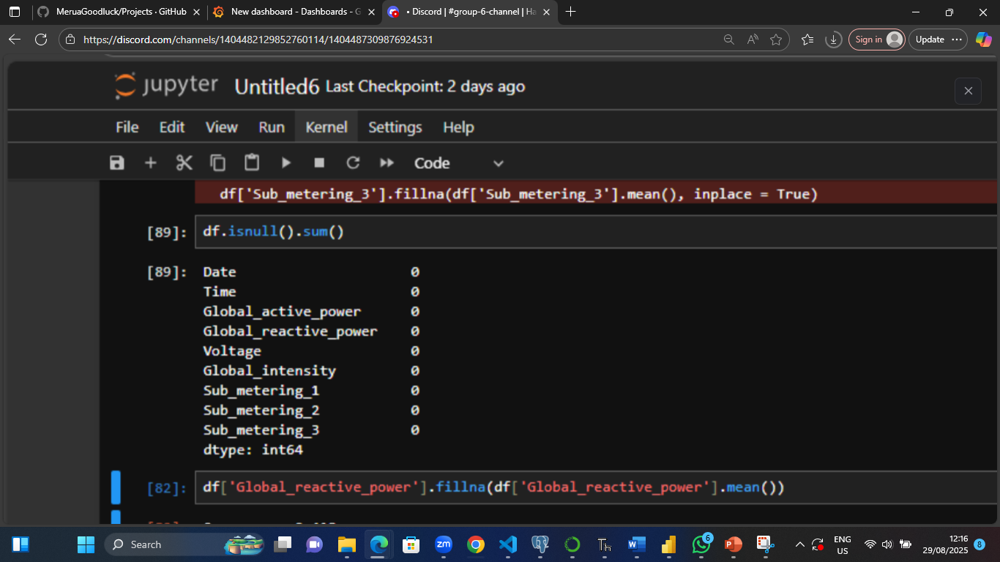 MeruaGoodluck/Projects · GitHub
New dashboard - Dashboards - G
• Discord | #group-6-channel | Ha
https://discord.com/channels/1404482129852760114/1404487309876924531
Sign in
Update
jupyter Untitled6 Last Checkpoint: 2 days ago
File Edit View Run Kernel Settings Help
Code
df['Sub_metering_3'].fillna(df['Sub_metering_3'].mean(), inplace = True)
[89]: df.isnull().sum()
[89]: Date 0
Time 0
Global_active_power 0
Global_reactive_power 0
Voltage 0
Global_intensity 0
Sub_metering_1 0
Sub_metering_2 0
Sub_metering_3 0
dtype: int64
[82]: df['Global_reactive_power'].fillna(df['Global_reactive_power'].mean())
Search
zm
6
ENG
US
12:16
29/08/2025
8